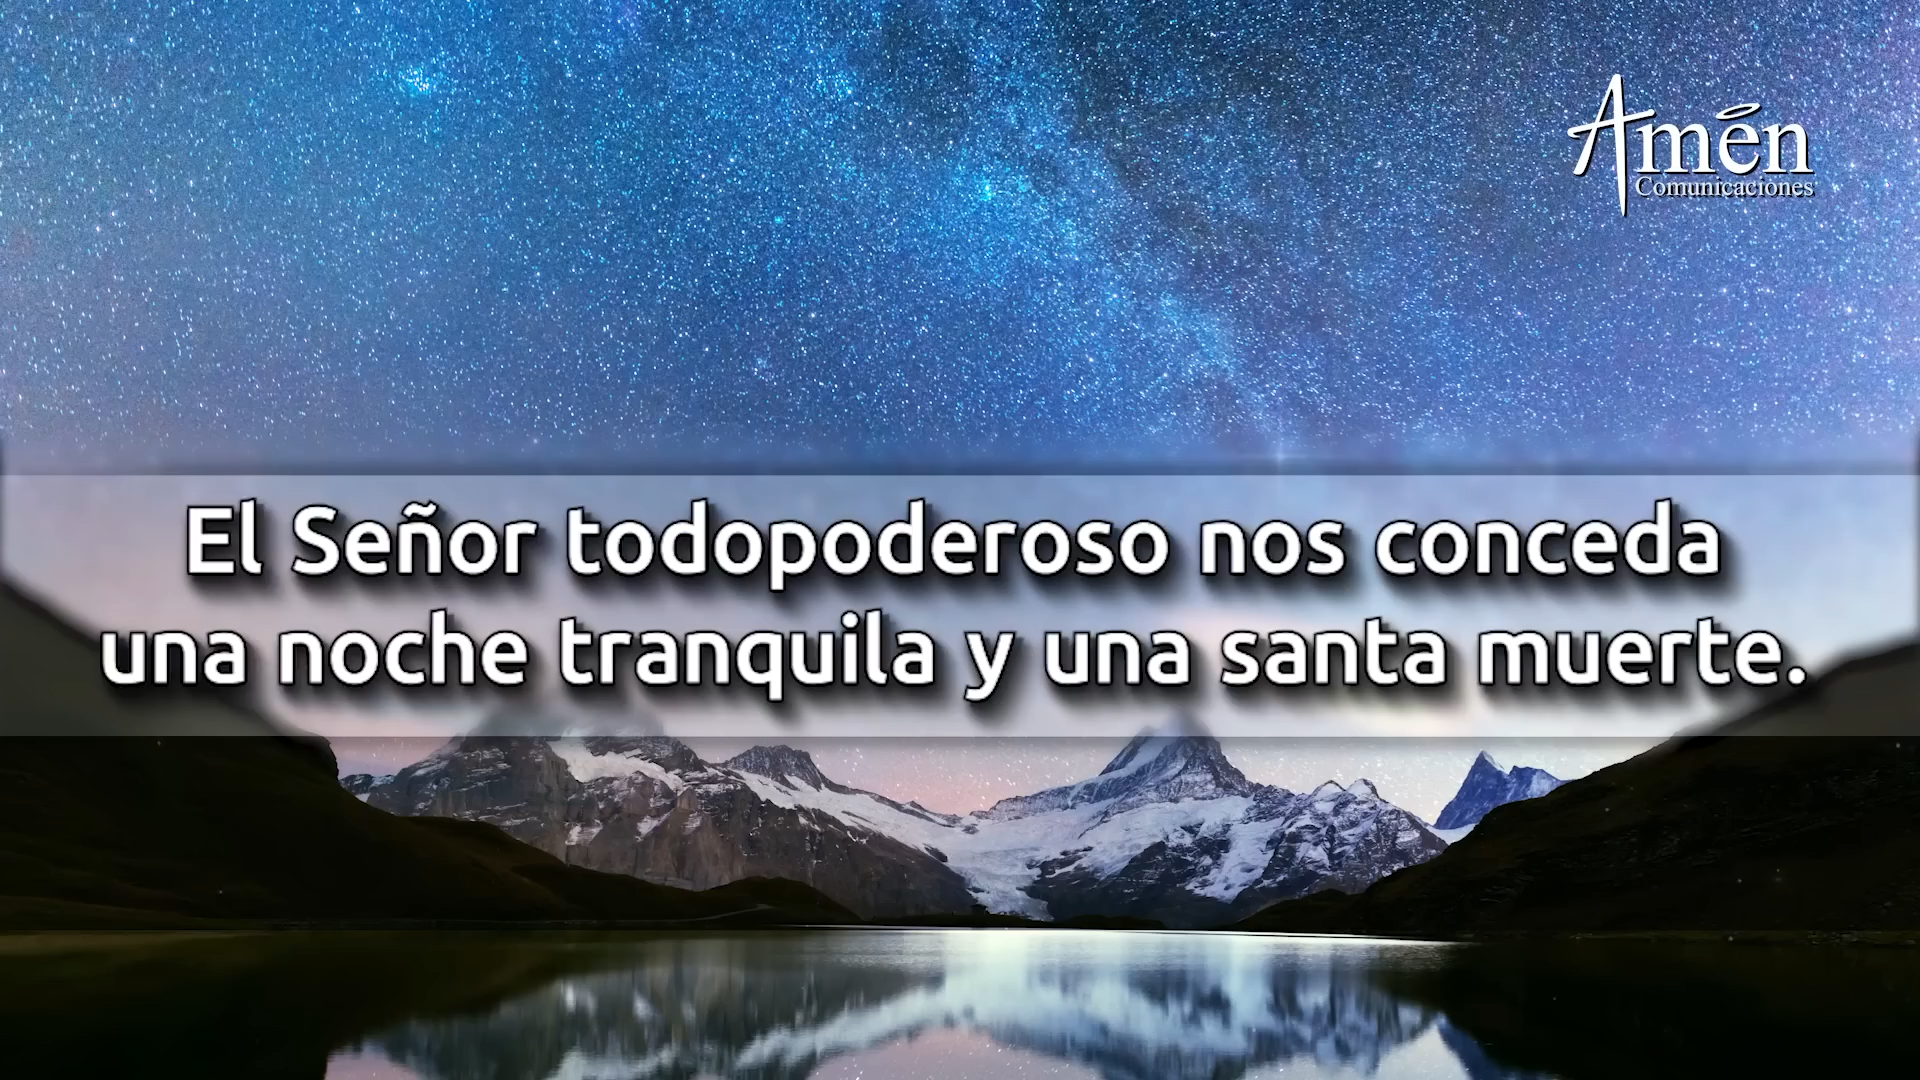 Amén
Comunicaciones
El Señor todopoderoso nos conceda
una noche tranquila y una santa muerte.